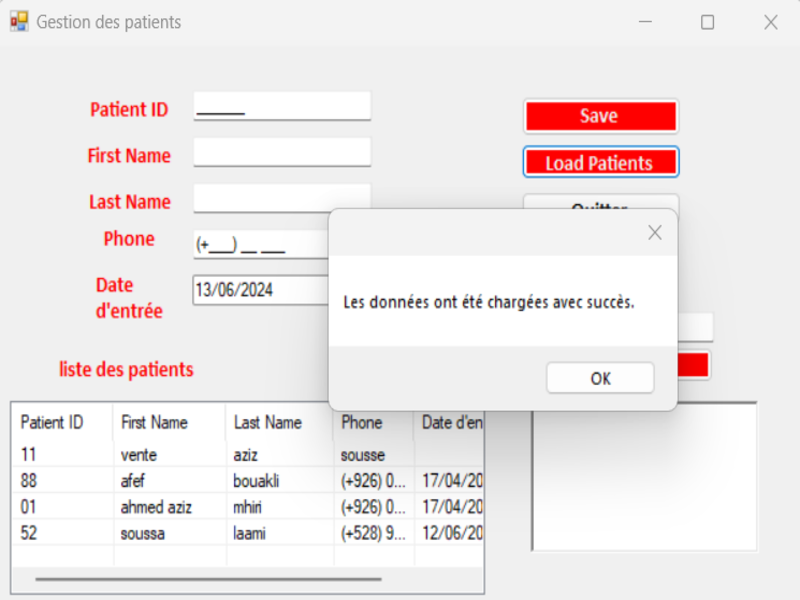 Gestion des patients
Patient ID
Save
First Name
Load Patients
Last Name
Quitter
Phone (+___) __ ___
Date d'entrée
13/06/2024
Les données ont été chargées avec succès.
OK
liste des patients
Patient ID First Name Last Name Phone Date d'en
11 vente aziz sousse
88 afef bouakli (+926) 0... 17/04/20
01 ahmed aziz mhiri (+926) 0... 17/04/20
52 soussa laami (+528) 9... 12/06/20